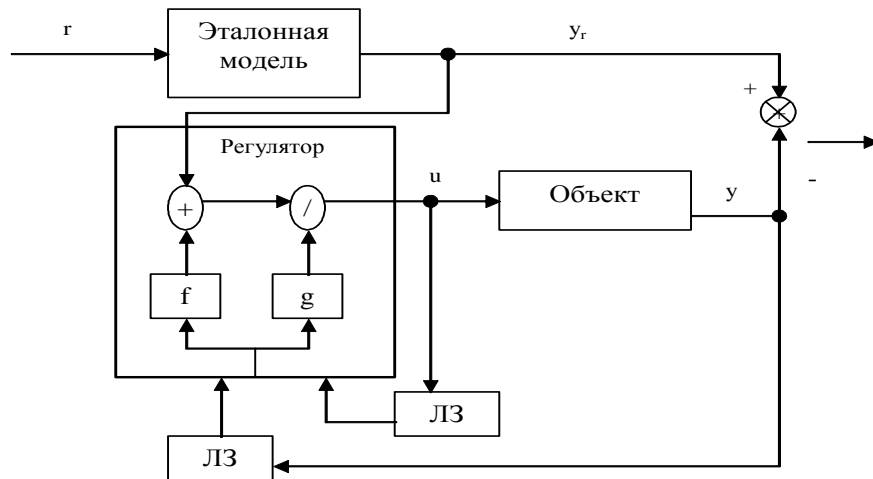 r
Эталонная
модель
yᵣ
+
Регулятор
+
/
u
Объект
y
-
f
g
ЛЗ
ЛЗ